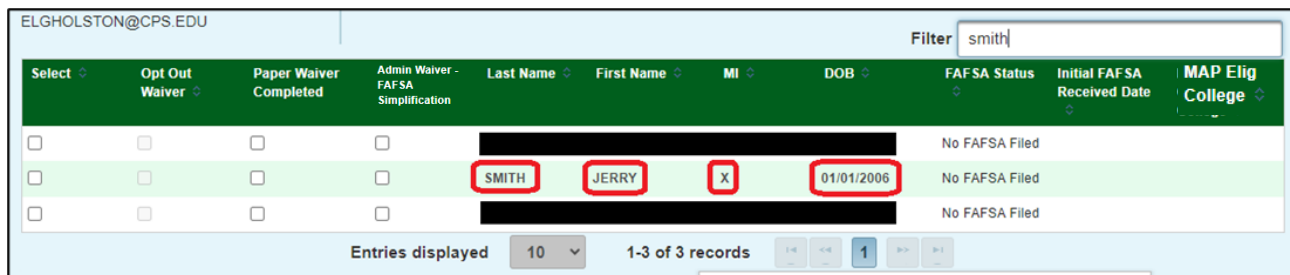 ELGHOLSTON@CPS.EDU
Filter smith
Select Opt Out Waiver Paper Waiver Completed Admin Waiver - FAFSA Simplification Last Name First Name MI DOB FAFSA Status Initial FAFSA Received Date MAP Elig College
No FAFSA Filed
SMITH JERRY X 01/01/2006 No FAFSA Filed
No FAFSA Filed
Entries displayed 10 1-3 of 3 records 1